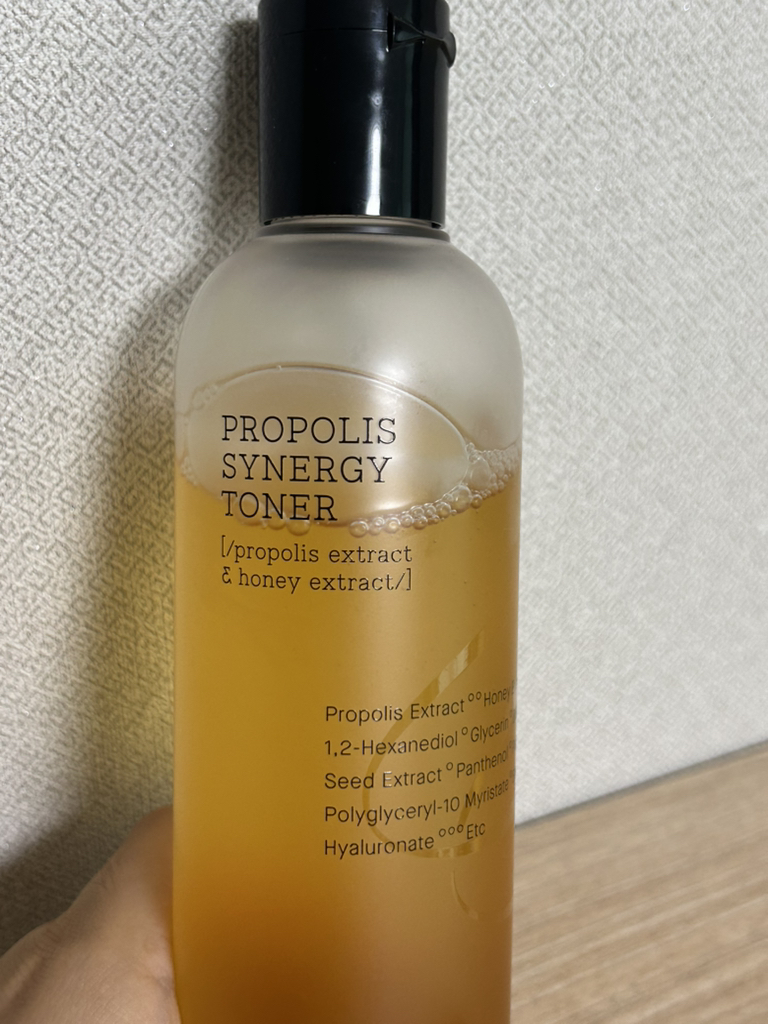 PROPOLIS
SYNERGY
TONER
[/propolis extract
& honey extract/]
Propolis Extract °° Honey
1,2-Hexanediol ° Glycerin
Seed Extract ° Panthenol
Polyglyceryl-10 Myristate
Hyaluronate °°° Etc